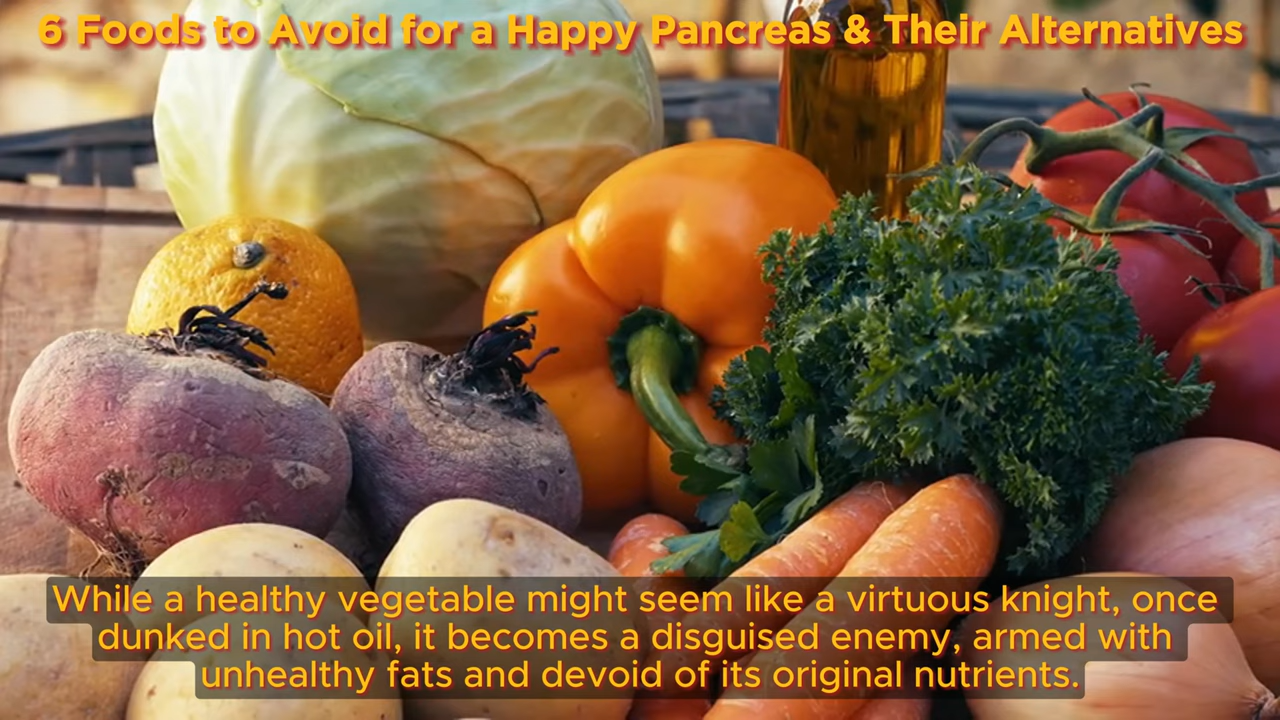 6 Foods to Avoid for a Happy Pancreas & Their Alternatives
While a healthy vegetable might seem like a virtuous knight, once
dunked in hot oil, it becomes a disguised enemy, armed with
unhealthy fats and devoid of its original nutrients.